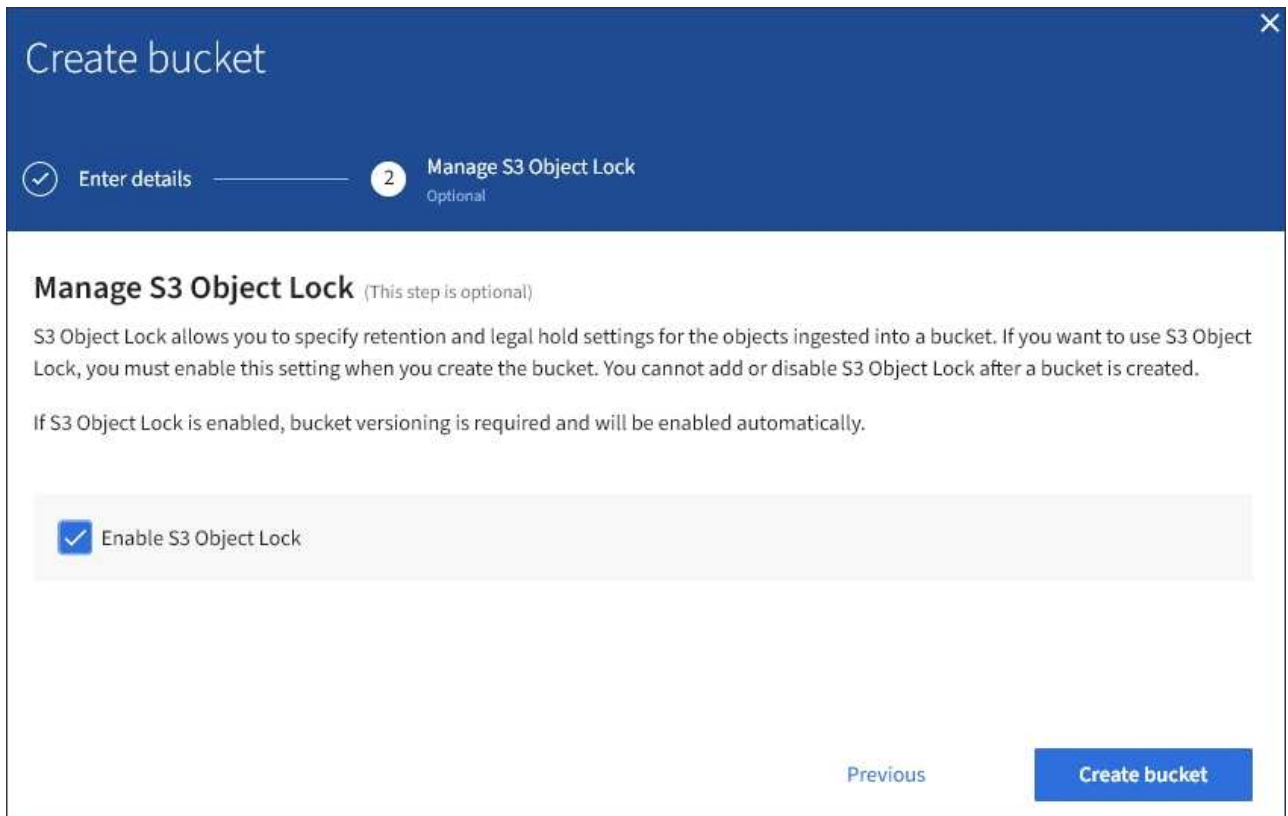 Create bucket
Enter details
2
Manage S3 Object Lock
Optional
Manage S3 Object Lock (This step is optional)
S3 Object Lock allows you to specify retention and legal hold settings for the objects ingested into a bucket. If you want to use S3 Object
Lock, you must enable this setting when you create the bucket. You cannot add or disable S3 Object Lock after a bucket is created.
If S3 Object Lock is enabled, bucket versioning is required and will be enabled automatically.
Enable S3 Object Lock
Previous
Create bucket